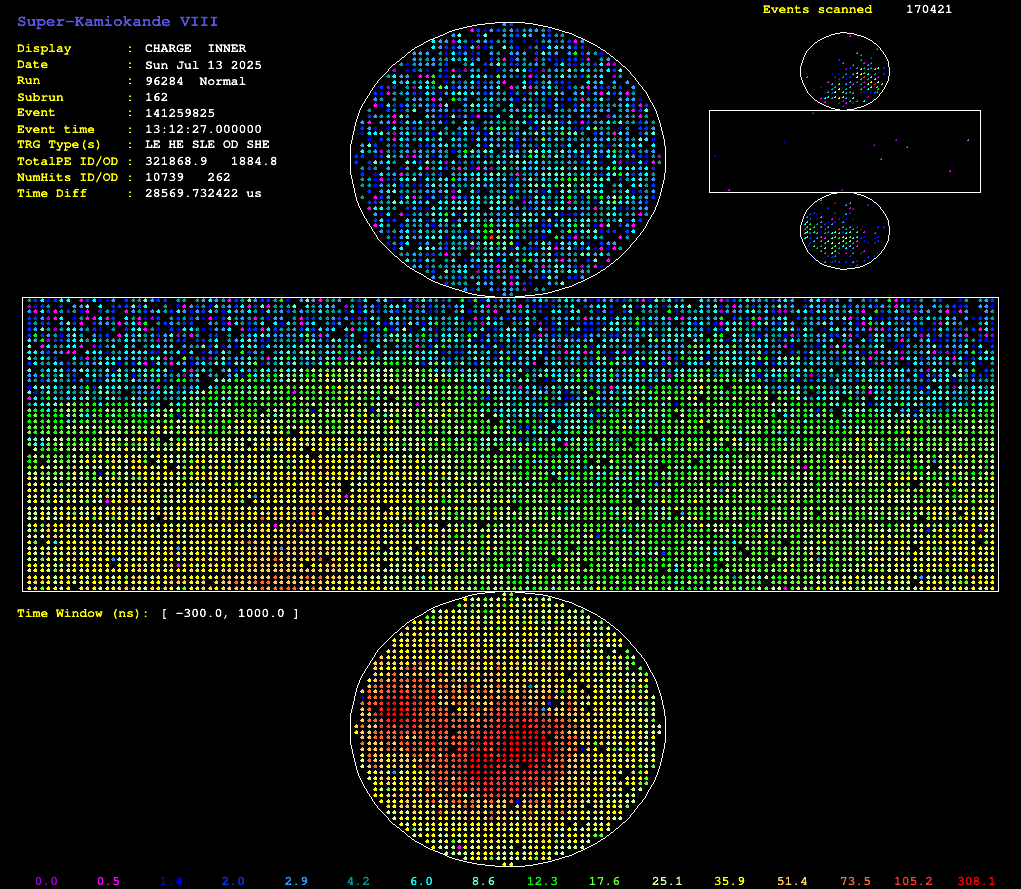 Super-Kamiokande VIII
Events scanned 170421
Display : CHARGE INNER
Date : Sun Jul 13 2025
Run : 96284 Normal
Subrun : 162
Event : 141259825
Event time : 13:12:27.000000
TRG Type(s) : LE HE SLE OD SHE
TotalPE ID/OD : 321868.9 1884.8
NumHits ID/OD : 10739 262
Time Diff : 28569.732422 us
Time Window (ns): [ -300.0, 1000.0 ]
0.0 0.5 1.4 2.0 2.9 4.2 6.0 8.6 12.3 17.6 25.1 35.9 51.4 73.5 105.2 308.1